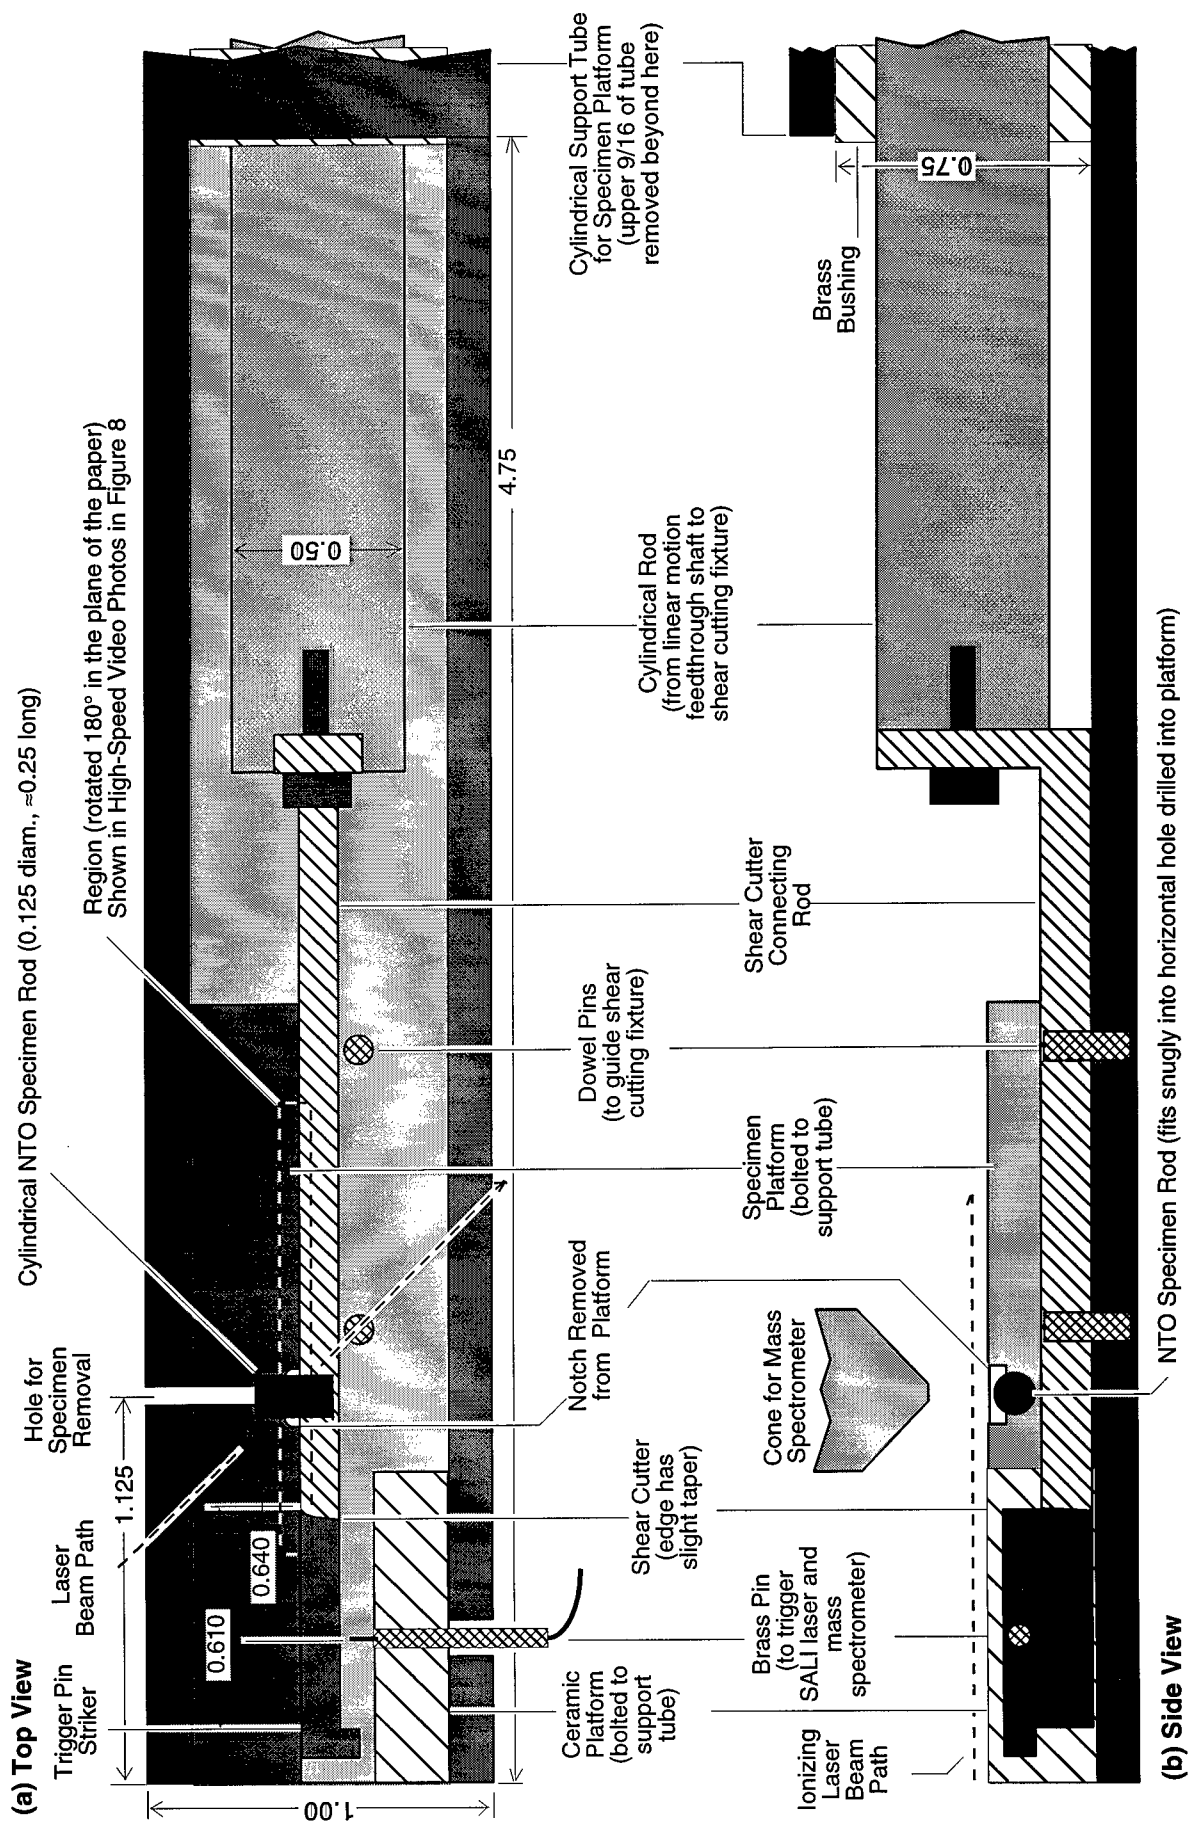 (a) Top View
Trigger Pin
Striker
Laser
Beam Path
Hole for
Specimen
Removal
Cylindrical NTO Specimen Rod (0.125 diam., ≈0.25 long)
Region (rotated 180° in the plane of the paper)
Shown in High-Speed Video Photos in Figure 8
1.125
0.610
0.640
1.00
0.50
4.75
Ceramic
Platform
(bolted to
support
tube)
Shear Cutter
(edge has
slight taper)
Notch Removed
from Platform
Dowel Pins
(to guide shear
cutting fixture)
Cylindrical Rod
(from linear motion
feedthrough shaft to
shear cutting fixture)
Cylindrical Support Tube
for Specimen Platform
(upper 9/16 of tube
removed beyond here)
Brass Pin
(to trigger
SALI laser and
mass
spectrometer)
Specimen
Platform
(bolted to
support tube)
Shear Cutter
Connecting
Rod
Ionizing
Laser
Beam
Path
Cone for Mass
Spectrometer
Brass
Bushing
0.75
(b) Side View
NTO Specimen Rod (fits snugly into horizontal hole drilled into platform)